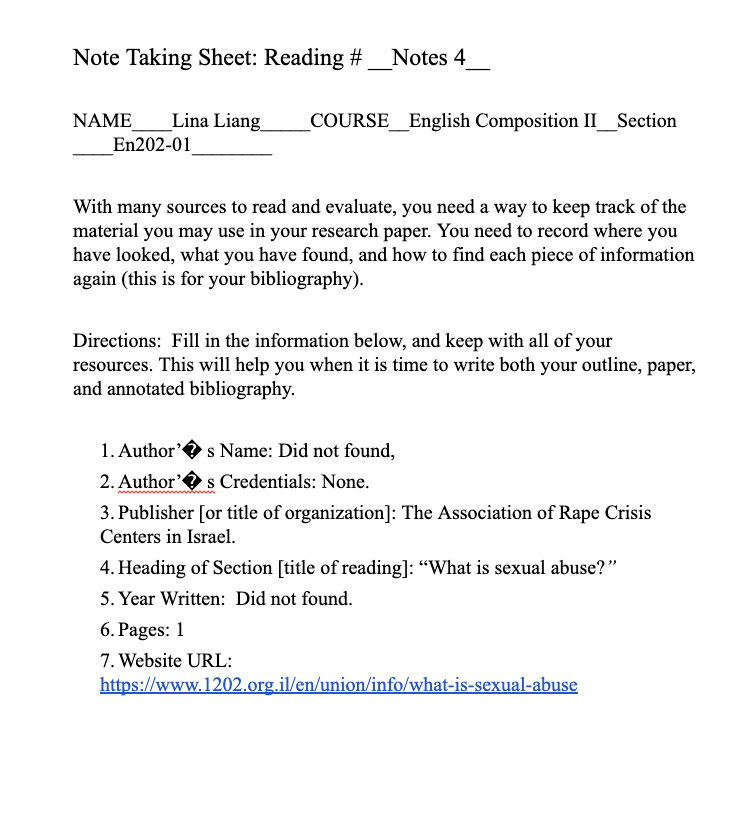 Note Taking Sheet: Reading # __Notes 4__
NAME____Lina Liang_____COURSE__English Composition II__Section
____En202-01________
With many sources to read and evaluate, you need a way to keep track of the
material you may use in your research paper. You need to record where you
have looked, what you have found, and how to find each piece of information
again (this is for your bibliography).
Directions:  Fill in the information below, and keep with all of your
resources. This will help you when it is time to write both your outline, paper,
and annotated bibliography.
1. Author’� s Name: Did not found,
2. Author’� s Credentials: None.
3. Publisher [or title of organization]: The Association of Rape Crisis
Centers in Israel.
4. Heading of Section [title of reading]: “What is sexual abuse?”
5. Year Written:  Did not found.
6. Pages: 1
7. Website URL:
https://www.1202.org.il/en/union/info/what-is-sexual-abuse